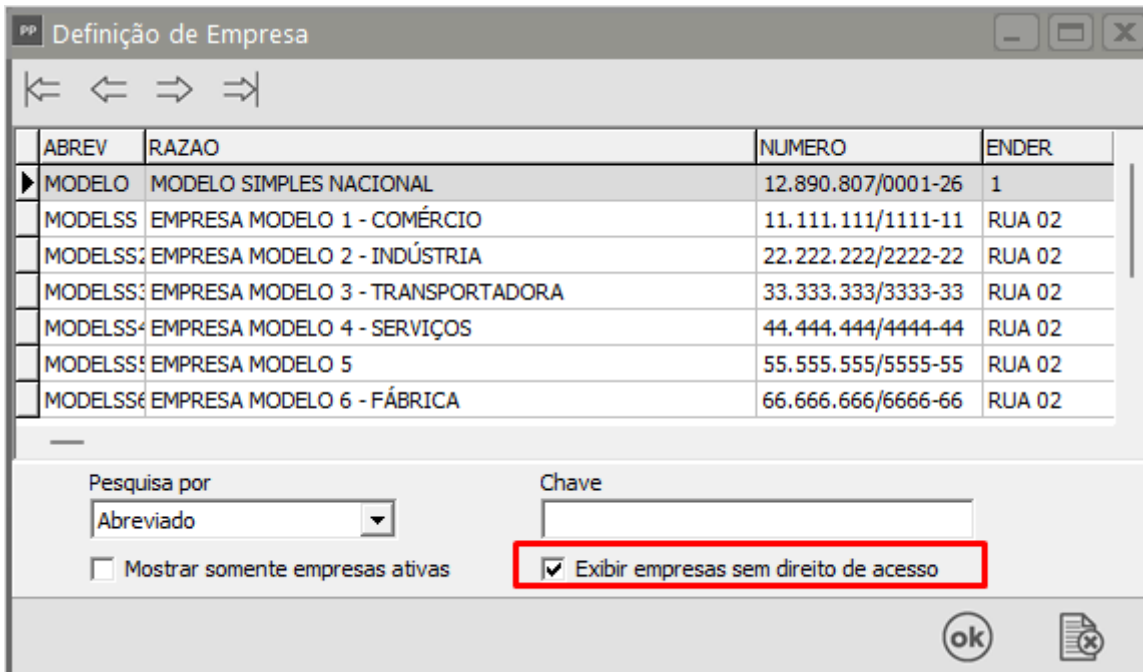 PP Definição de Empresa
ABREV RAZAO NUMERO ENDER
MODELO MODELO SIMPLES NACIONAL 12.890.807/0001-26 1
MODELSS EMPRESA MODELO 1 - COMÉRCIO 11.111.111/1111-11 RUA 02
MODELSS2 EMPRESA MODELO 2 - INDÚSTRIA 22.222.222/2222-22 RUA 02
MODELSS3 EMPRESA MODELO 3 - TRANSPORTADORA 33.333.333/3333-33 RUA 02
MODELSS4 EMPRESA MODELO 4 - SERVIÇOS 44.444.444/4444-44 RUA 02
MODELSS5 EMPRESA MODELO 5 55.555.555/5555-55 RUA 02
MODELSS6 EMPRESA MODELO 6 - FÁBRICA 66.666.666/6666-66 RUA 02
Pesquisa por Chave
Abreviado
Mostrar somente empresas ativas Exibir empresas sem direito de acesso
ok